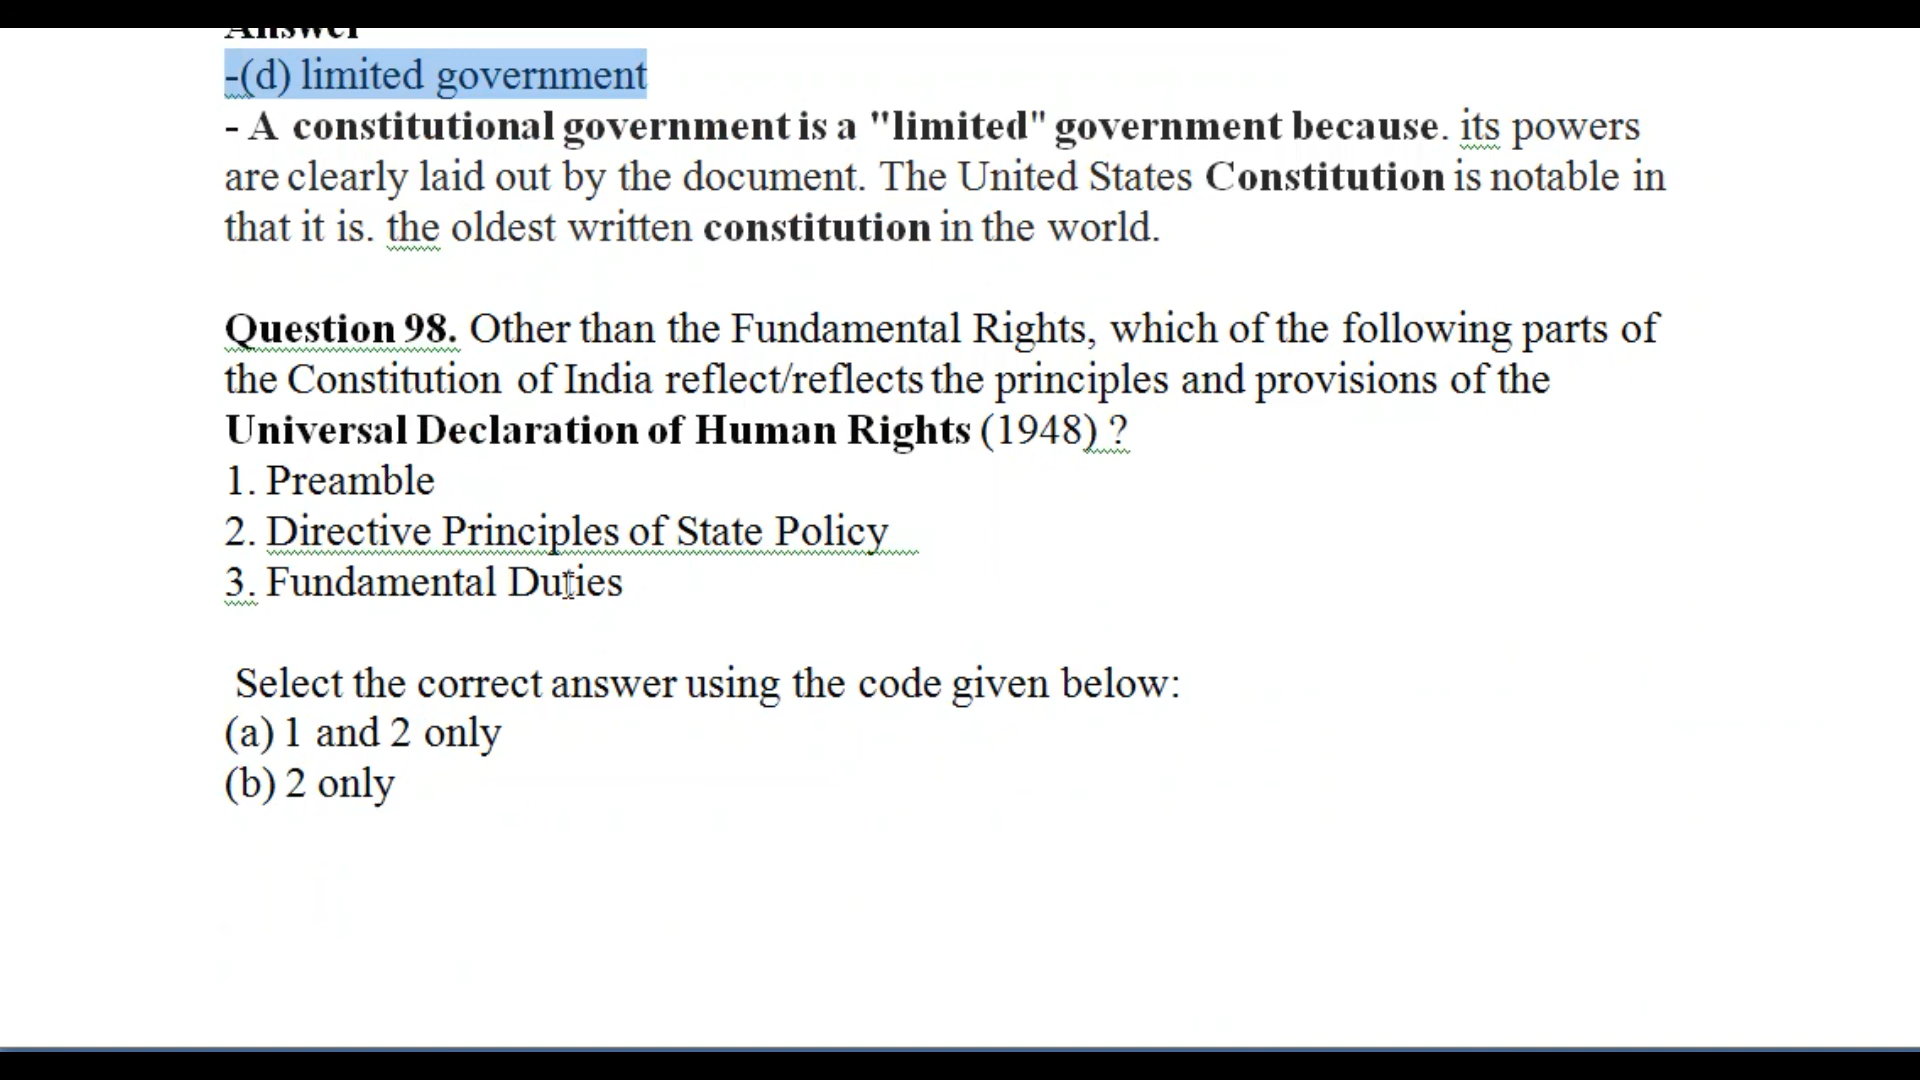 Answer
-(d) limited government
- A constitutional government is a "limited" government because. its powers
are clearly laid out by the document. The United States Constitution is notable in
that it is. the oldest written constitution in the world.
Question 98. Other than the Fundamental Rights, which of the following parts of
the Constitution of India reflect/reflects the principles and provisions of the
Universal Declaration of Human Rights (1948) ?
1. Preamble
2. Directive Principles of State Policy
3. Fundamental Duties
Select the correct answer using the code given below:
(a) 1 and 2 only
(b) 2 only